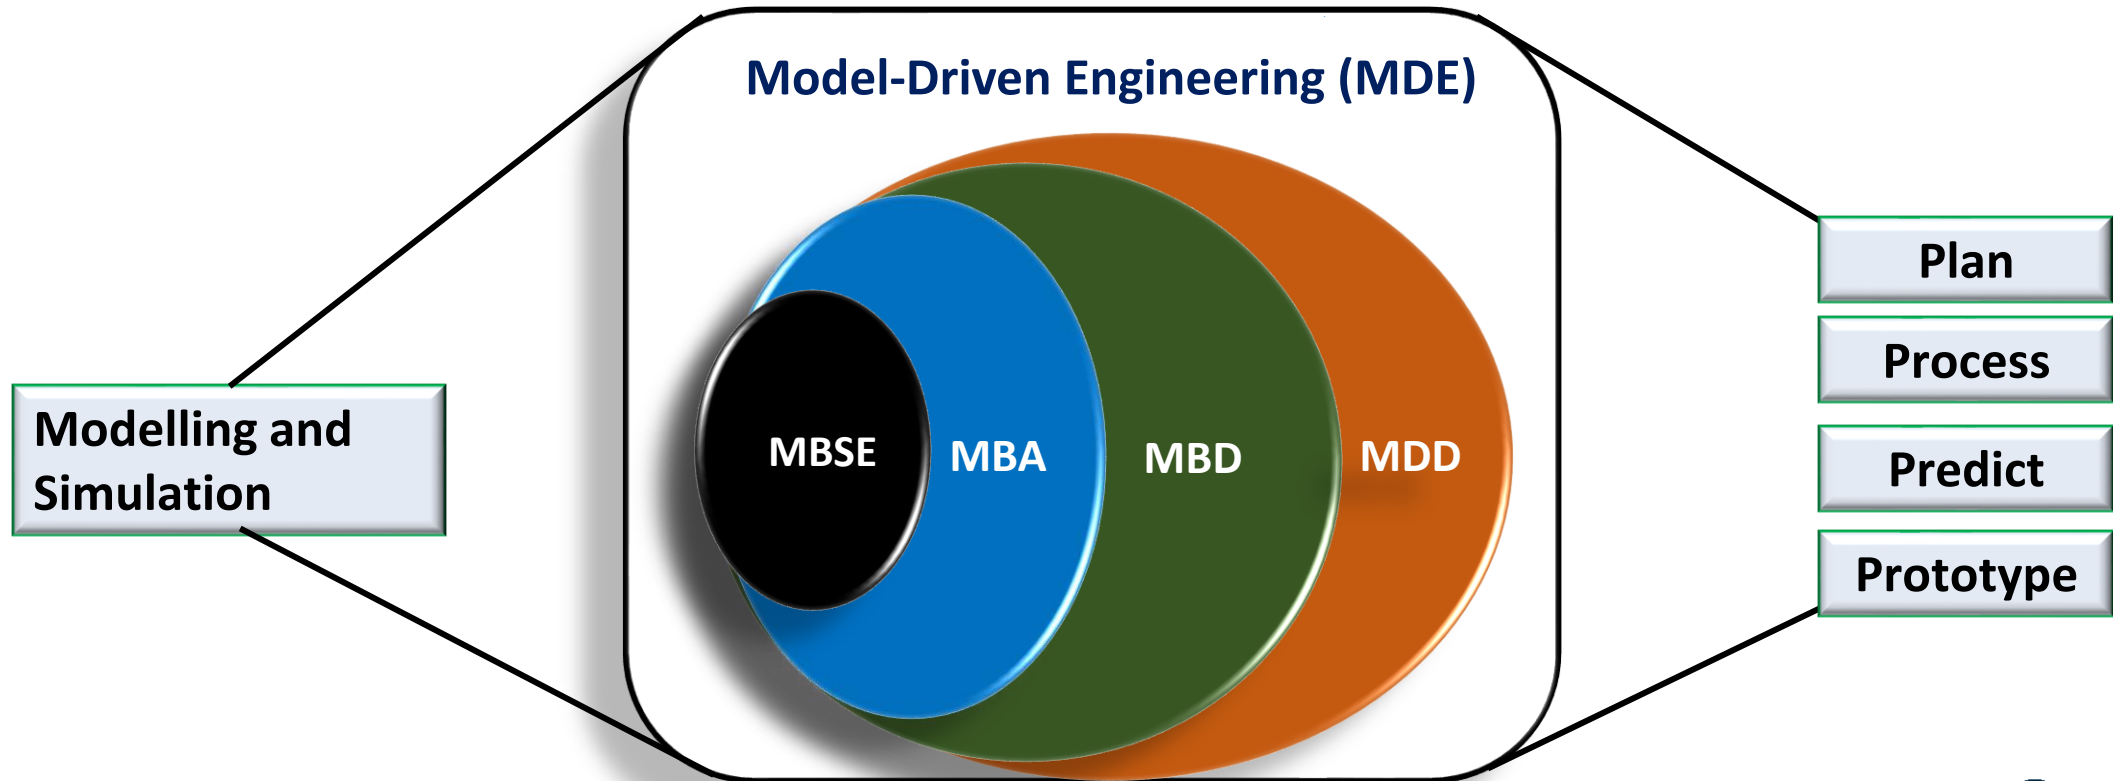 Model-Driven Engineering (MDE)
Modelling and
Simulation
MBSE
MBA
MBD
MDD
Plan
Process
Predict
Prototype